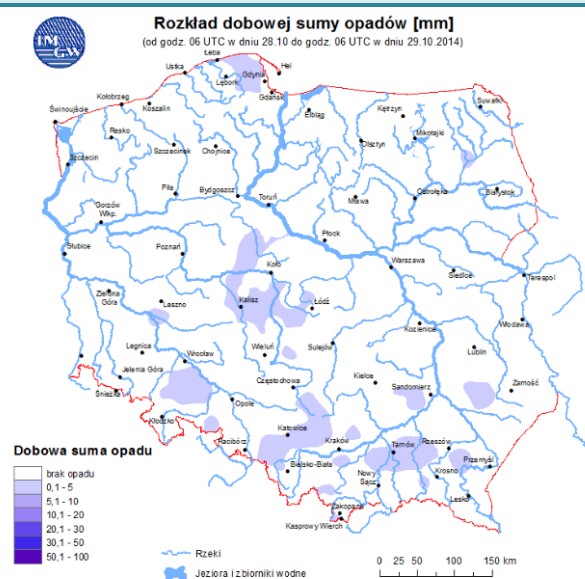 IM
GW
Rozkład dobowej sumy opadów [mm]
(od godz. 06 UTC w dniu 28.10 do godz. 06 UTC w dniu 29.10.2014)
Łeba
Hel
Ustka
Gdynia
Lębork
Gdańsk
Kołobrzeg
Koszalin
Świnoujście
Elbląg
Kętrzyn
Suwałki
Resko
Mikołajki
Szczecinek
Chojnice
Olsztyn
Szczecin
Piła
Bydgoszcz
Toruń
Mława
Ostrołęka
Białystok
Gorzów
Wlkp.
Płock
Słubice
Poznań
Koło
Warszawa
Siedlce
Terespol
Zielona
Góra
Leszno
Kalisz
Łódź
Kozienice
Włodawa
Legnica
Wrocław
Wieluń
Sulejów
Lublin
Jelenia Góra
Śnieżka
Częstochowa
Kielce
Sandomierz
Zamość
Opole
Kłodzko
Katowice
Racibórz
Kraków
Tarnów
Rzeszów
Bielsko-Biała
Nowy
Sącz
Krosno
Przemyśl
Lesko
Zakopane
Kasprowy Wierch
Dobowa suma opadu
brak opadu
0,1 - 5
5,1 - 10
10,1 - 20
20,1 - 30
30,1 - 50
50,1 - 100
Rzeki
Jeziora i zbiorniki wodne
0 25 50 100 150 km